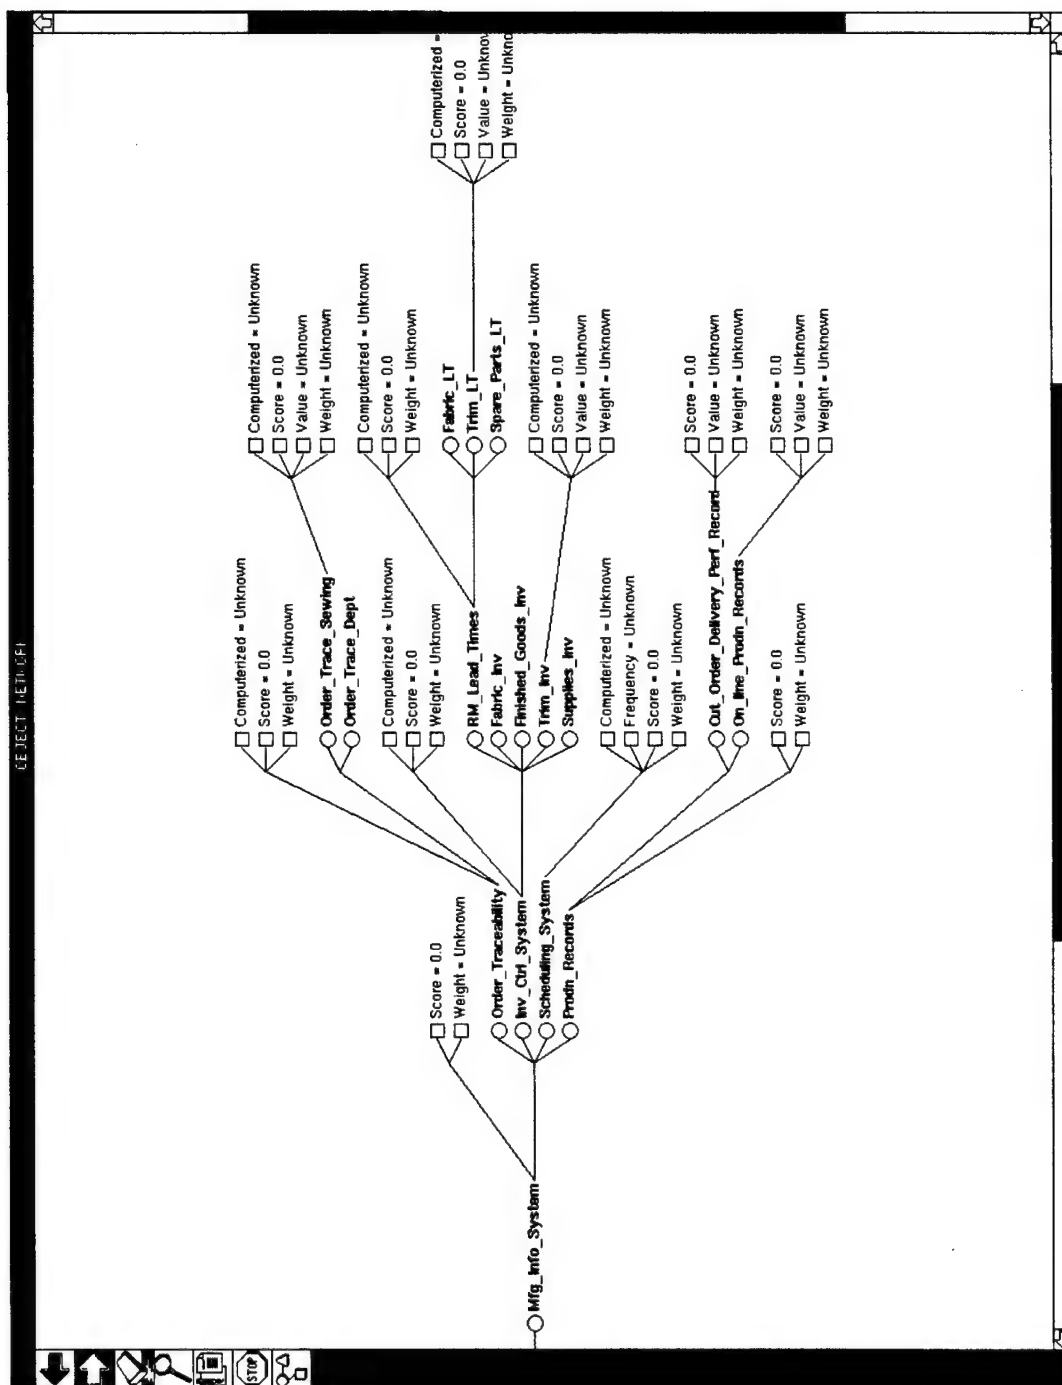 OBJECT NETWORK
STOP
Mfg_Info_System
Score = 0.0
Weight = Unknown
Order_Traceability
Inv_Ctrl_System
Scheduling_System
Prodn_Records
Computerized = Unknown
Score = 0.0
Weight = Unknown
Order_Trace_Sewing
Order_Trace_Dept
Computerized = Unknown
Score = 0.0
Weight = Unknown
RM_Lead_Times
Fabric_Inv
Finished_Goods_Inv
Trim_Inv
Supplies_Inv
Computerized = Unknown
Frequency = Unknown
Score = 0.0
Weight = Unknown
Cut_Order_Delivery_Perf_Record
On_line_Prodn_Records
Score = 0.0
Weight = Unknown
Computerized = Unknown
Score = 0.0
Value = Unknown
Weight = Unknown
Computerized = Unknown
Score = 0.0
Weight = Unknown
Fabric_LT
Trim_LT
Spare_Parts_LT
Computerized = Unknown
Score = 0.0
Value = Unknown
Weight = Unknown
Score = 0.0
Value = Unknown
Weight = Unknown
Score = 0.0
Value = Unknown
Weight = Unknown
Computerized =
Score = 0.0
Value = Unknow
Weight = Unkno